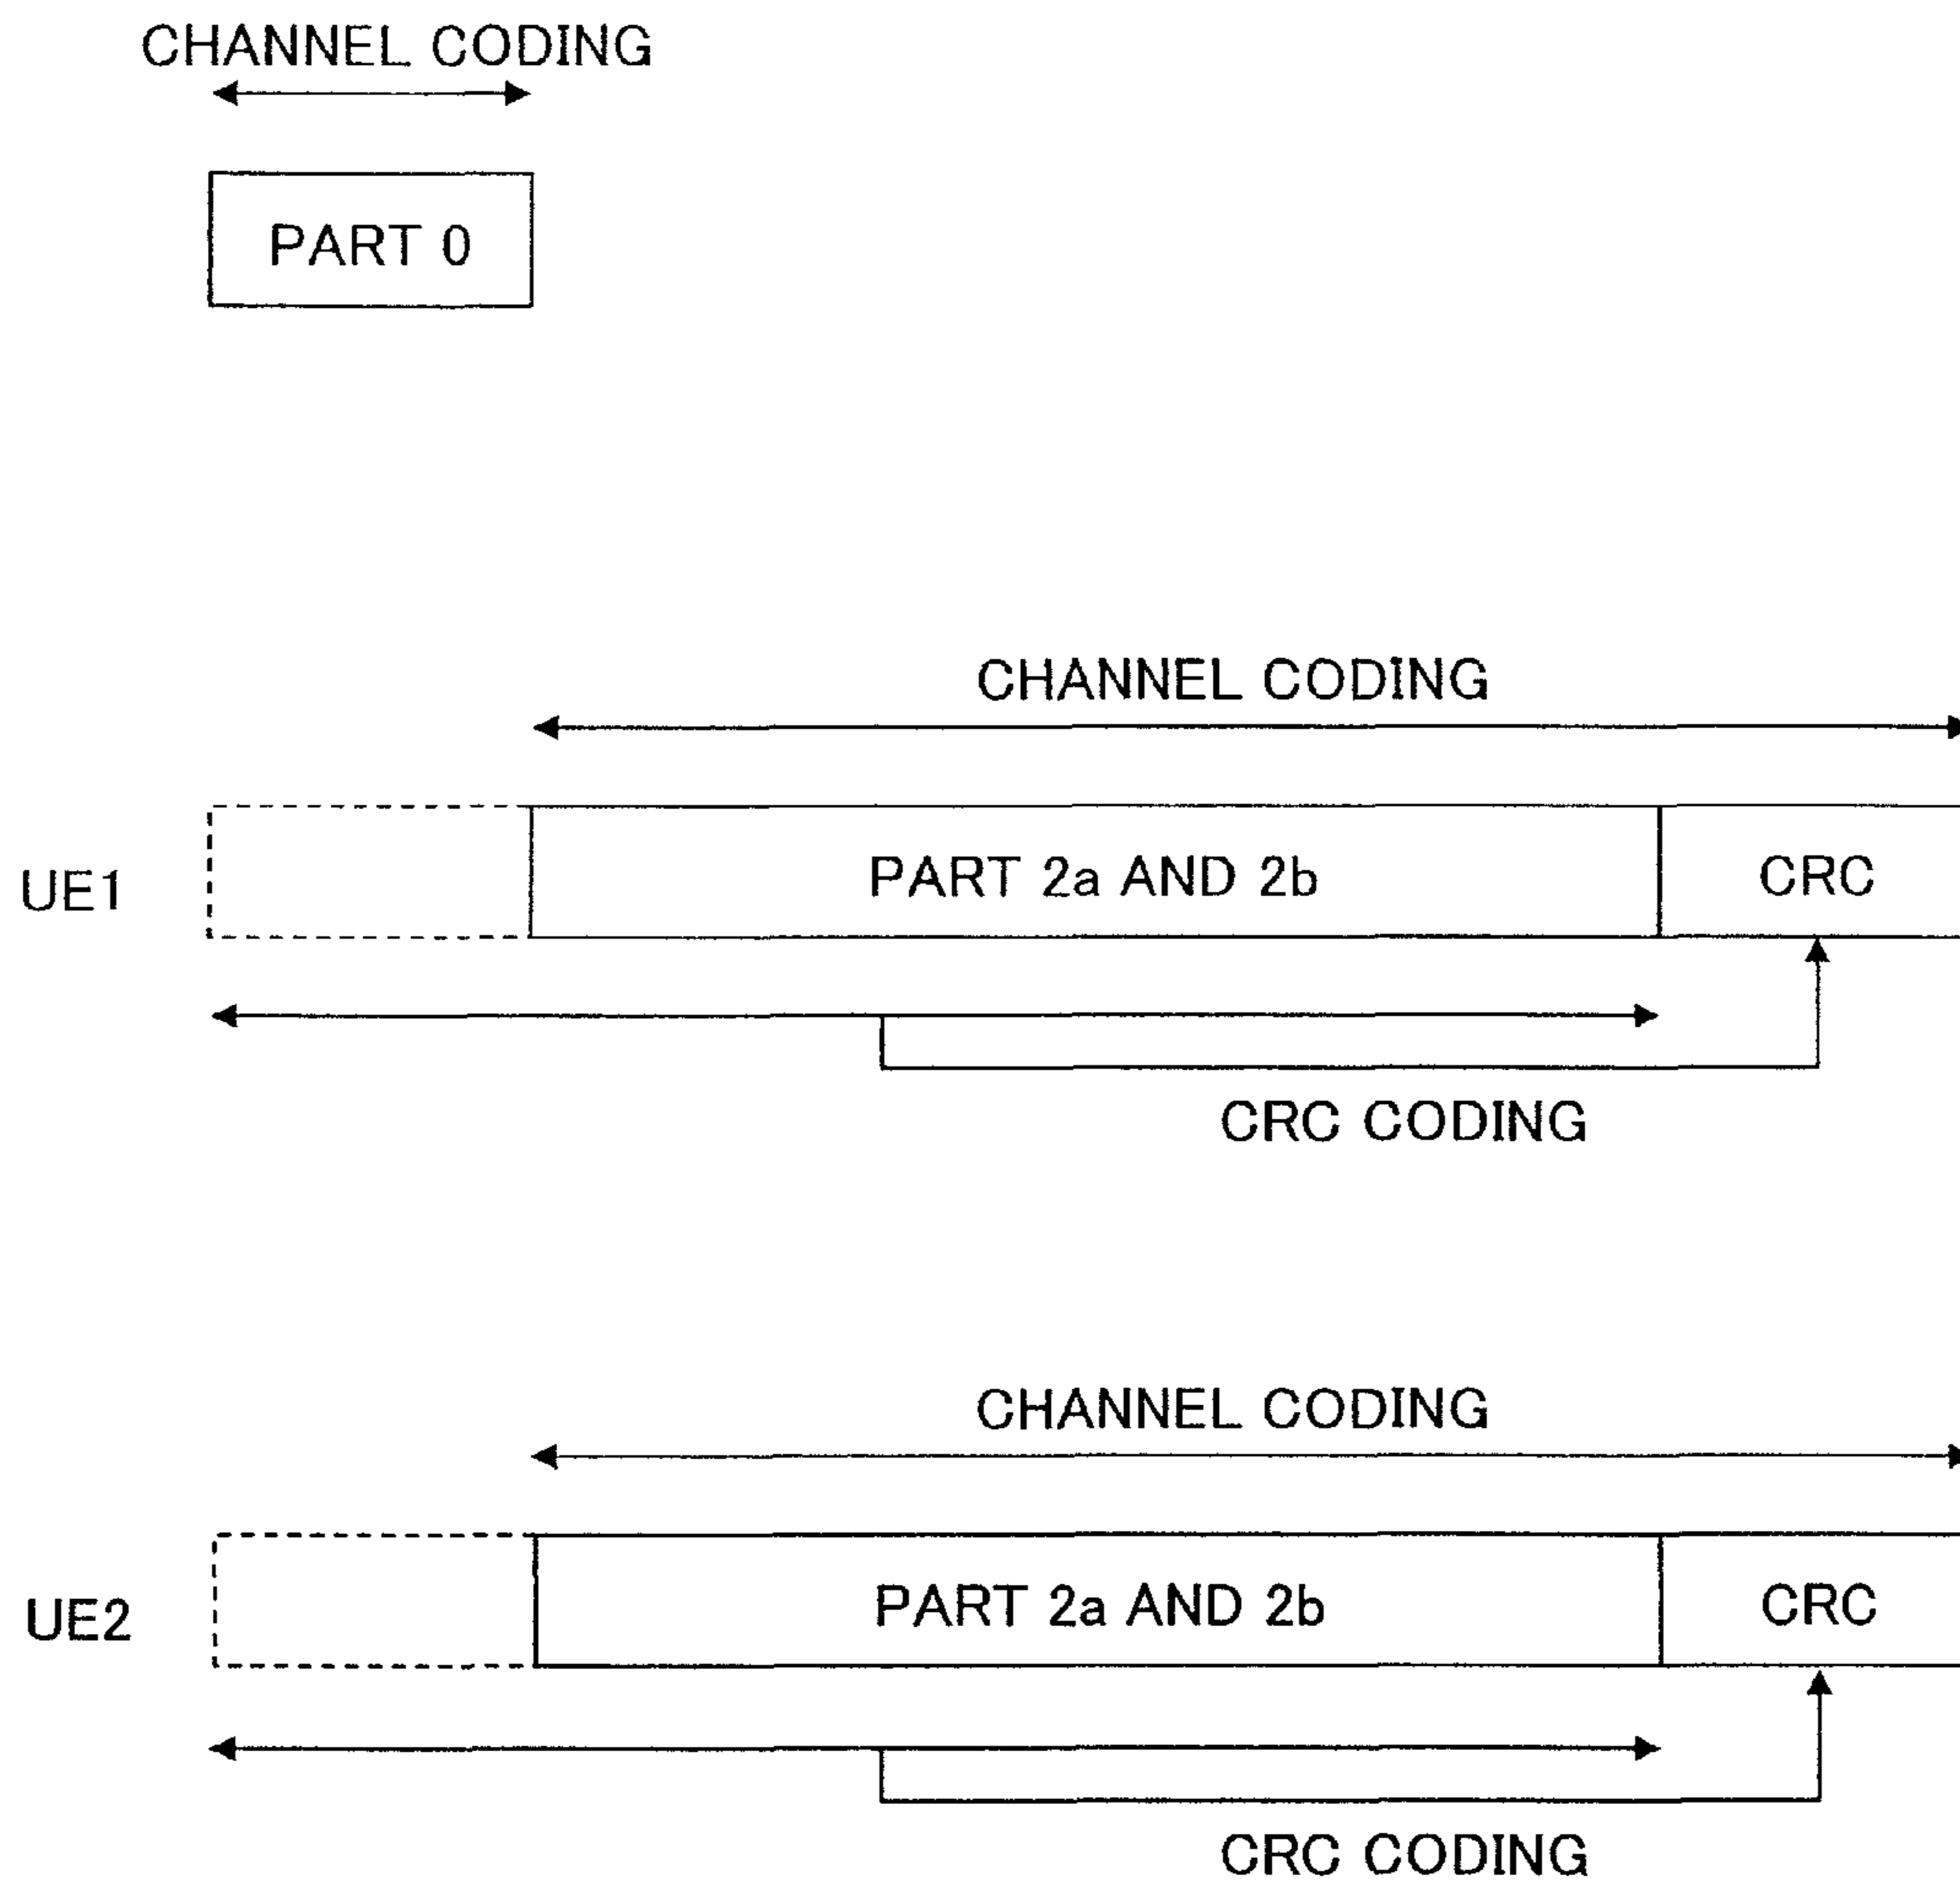 CHANNEL CODING
PART 0
CHANNEL CODING
UE1
PART 2a AND 2b
CRC
CRC CODING
CHANNEL CODING
UE2
PART 2a AND 2b
CRC
CRC CODING